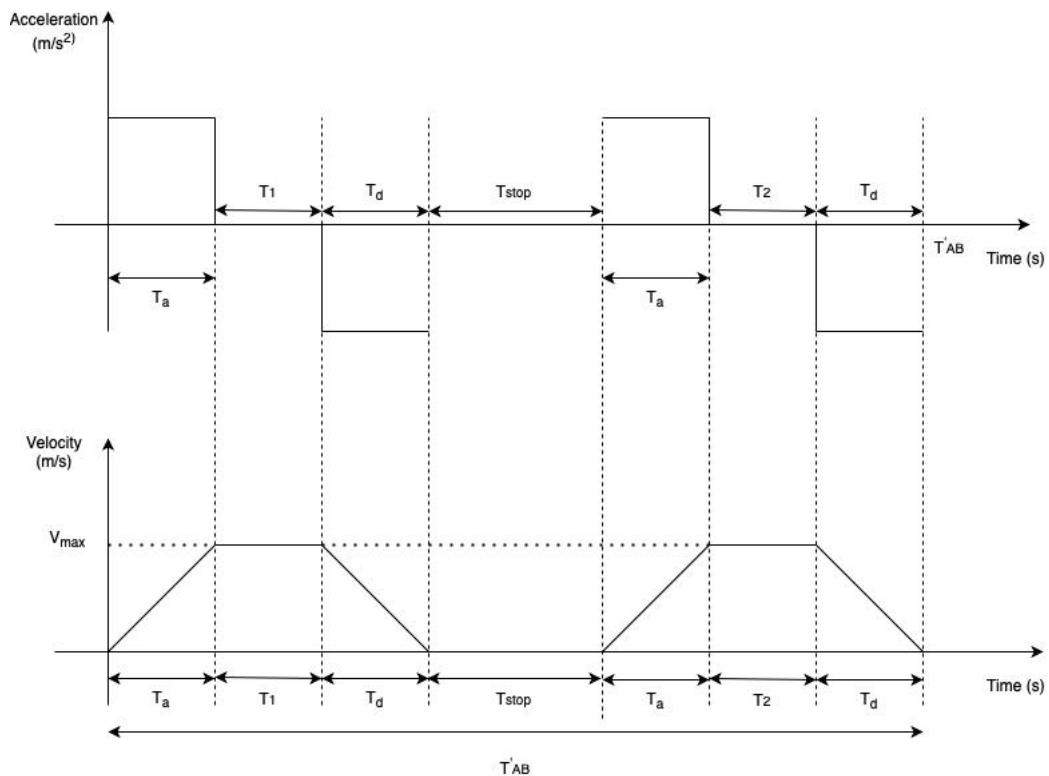 Acceleration
(m/s²)
T1
Td
Tstop
T2
Td
T'AB
Time (s)
Ta
Ta
Velocity
(m/s)
Vmax
Ta
T1
Td
Tstop
Ta
T2
Td
Time (s)
T'AB